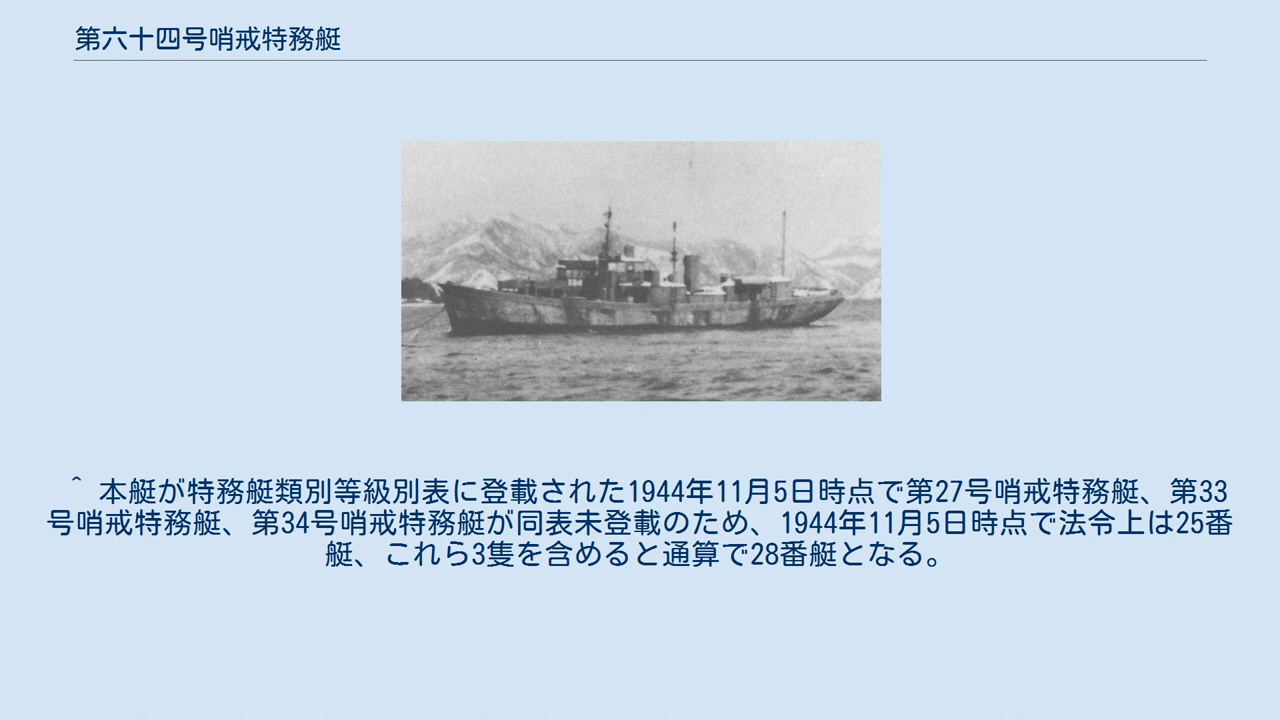 第六十四号哨戒特務艇
^ 本艇が特務艇類別等級別表に登載された1944年11月5日時点で第27号哨戒特務艇、第33
号哨戒特務艇、第34号哨戒特務艇が同表未登載のため、1944年11月5日時点で法令上は25番
艇、これら3隻を含めると通算で28番艇となる。